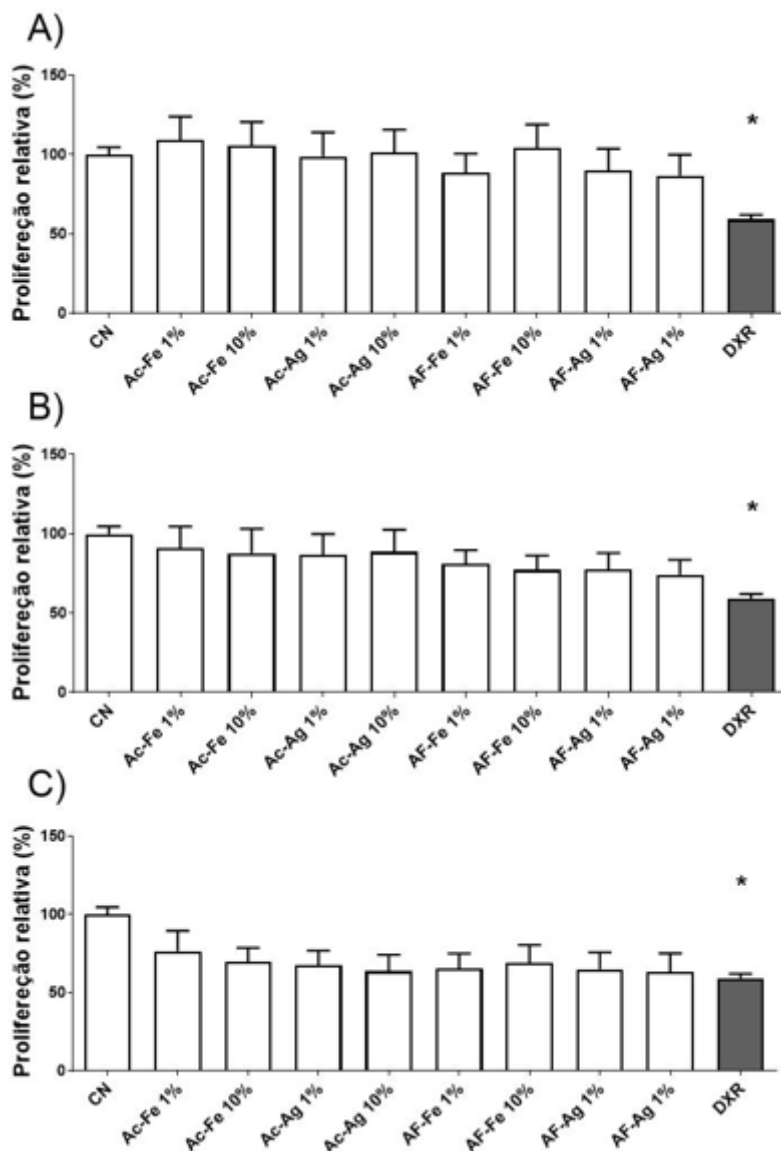 A)
Prolifereção relativa (%)
150
100
50
0
*
CN
Ac-Fe 1%
Ac-Fe 10%
Ac-Ag 1%
Ac-Ag 10%
AF-Fe 1%
AF-Fe 10%
AF-Ag 1%
AF-Ag 1%
DXR
B)
Prolifereção relativa (%)
150
100
50
0
*
CN
Ac-Fe 1%
Ac-Fe 10%
Ac-Ag 1%
Ac-Ag 10%
AF-Fe 1%
AF-Fe 10%
AF-Ag 1%
AF-Ag 1%
DXR
C)
Prolifereção relativa (%)
150
100
50
0
*
CN
Ac-Fe 1%
Ac-Fe 10%
Ac-Ag 1%
Ac-Ag 10%
AF-Fe 1%
AF-Fe 10%
AF-Ag 1%
AF-Ag 1%
DXR